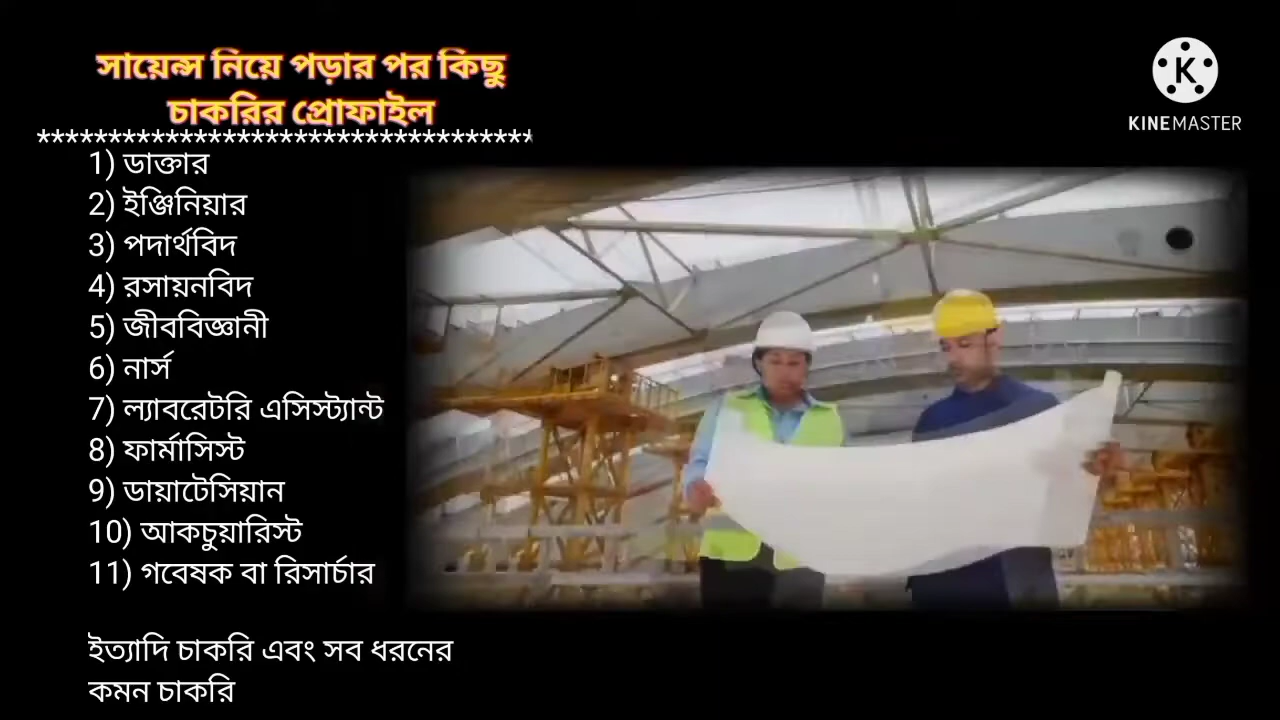 সায়েন্স নিয়ে পড়ার পর কিছু
চাকরির প্রোফাইল
***********************************
1) ডাক্তার
2) ইঞ্জিনিয়ার
3) পদার্থবিদ
4) রসায়নবিদ
5) জীববিজ্ঞানী
6) নার্স
7) ল্যাবরেটরি এসিস্ট্যান্ট
8) ফার্মাসিস্ট
9) ডায়াটেসিয়ান
10) আকচুয়ারিস্ট
11) গবেষক বা রিসার্চার
ইত্যাদি চাকরি এবং সব ধরনের
কমন চাকরি
K
KINEMASTER